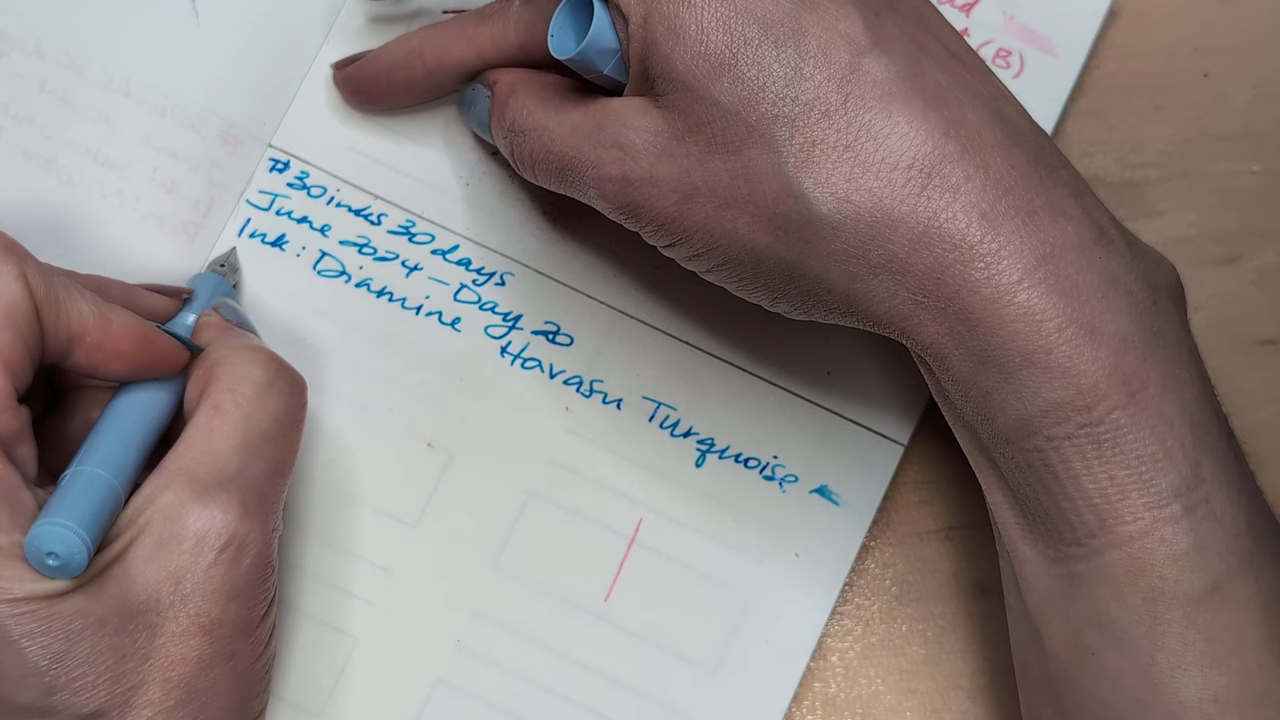 (B)
#30inks30days
June 2024 - Day 20
Ink: Diamine Havasu Turquoise